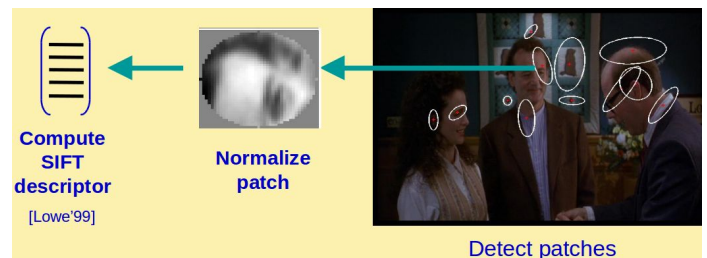 Compute
SIFT
descriptor
[Lowe'99]
Normalize
patch
Detect patches